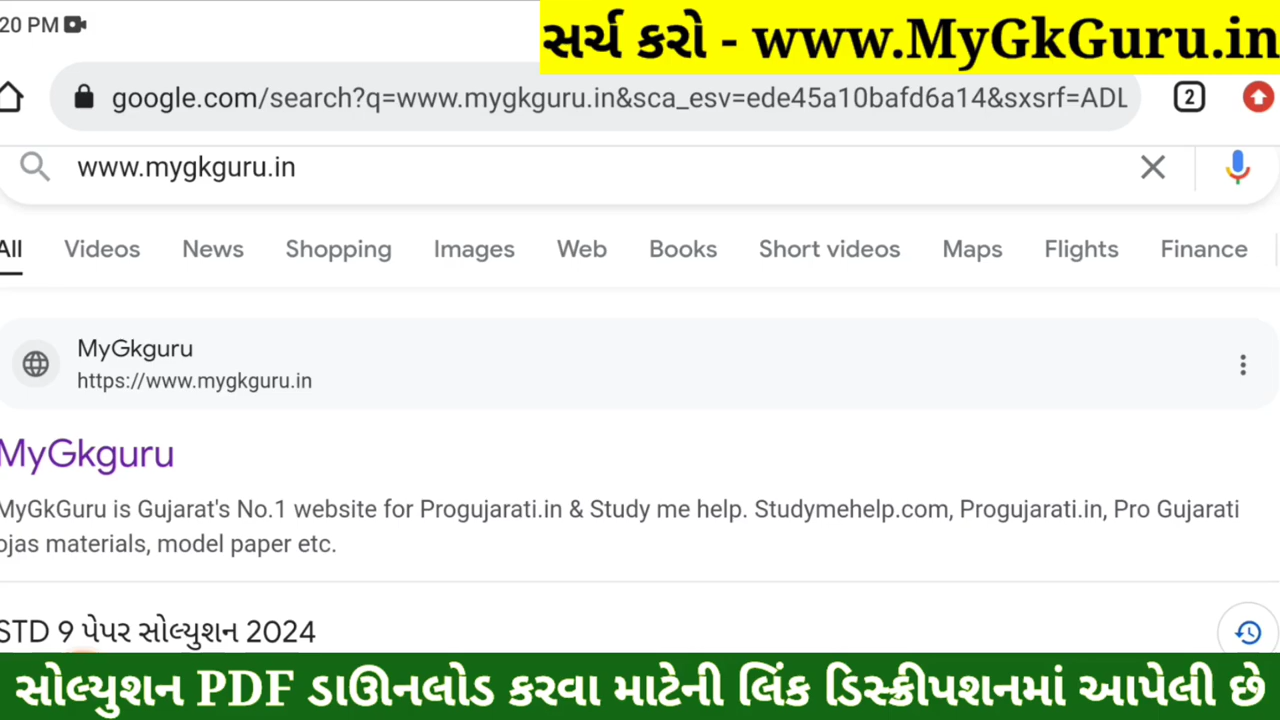 20 PM
સર્ચ કરો - www.MyGkGuru.in
google.com/search?q=www.mygkguru.in&sca_esv=ede45a10bafd6a14&sxsrf=ADL
2
www.mygkguru.in
All Videos News Shopping Images Web Books Short videos Maps Flights Finance
MyGkguru
https://www.mygkguru.in
MyGkguru
MyGkGuru is Gujarat's No.1 website for Progujarati.in & Study me help. Studymehelp.com, Progujarati.in, Pro Gujarati
ojas materials, model paper etc.
STD 9 પેપર સોલ્યુશન 2024
સોલ્યુશન PDF ડાઊનલોડ કરવા માટેની લિંક ડિસ્ક્રીપશનમાં આપેલી છે